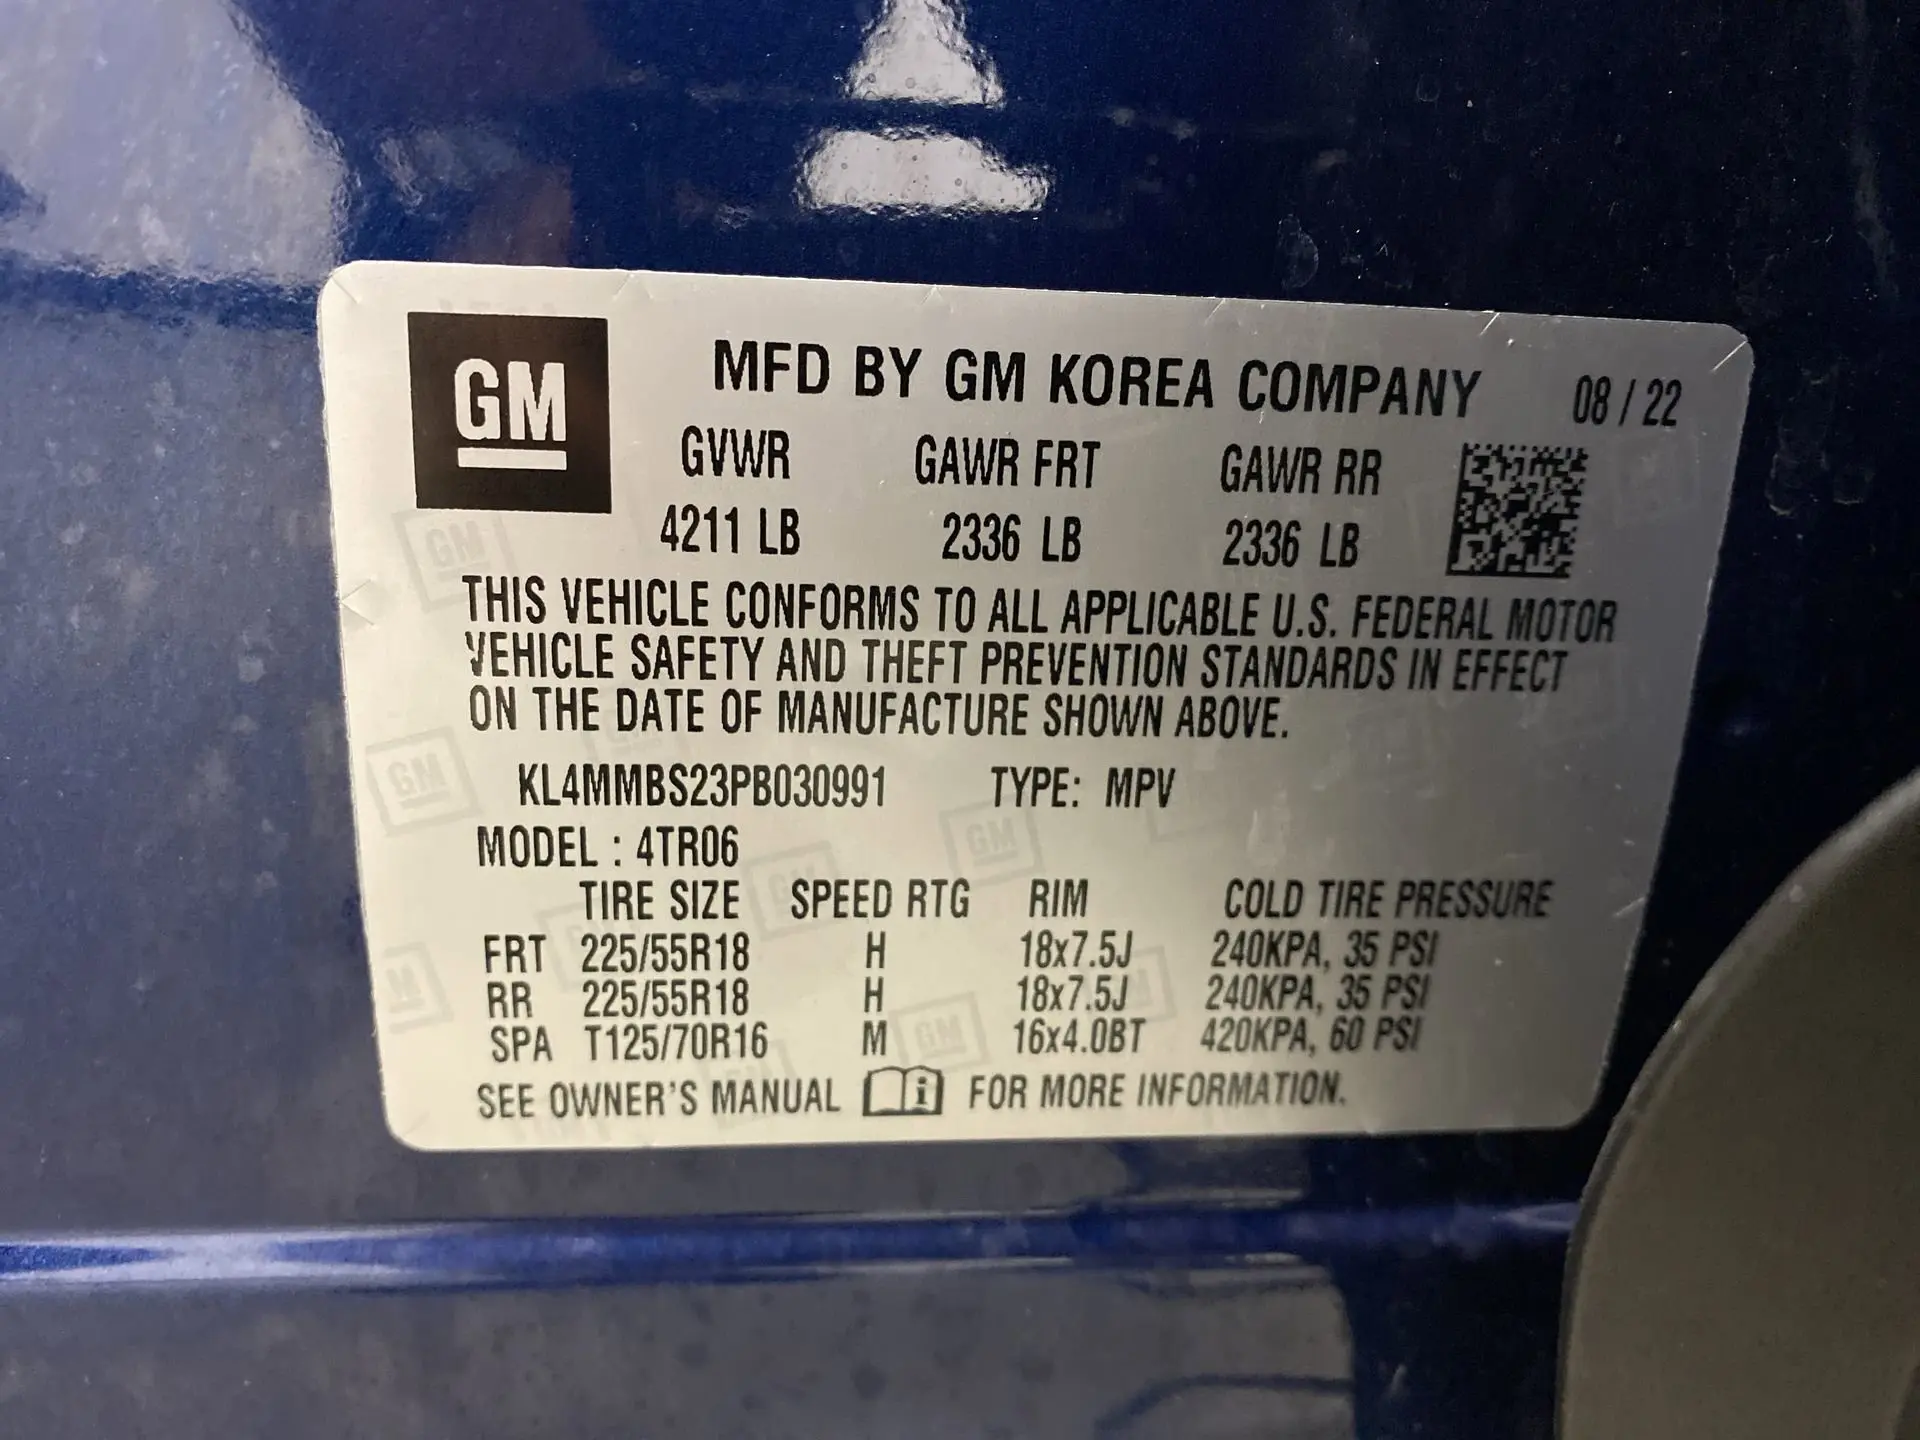 GM
MFD BY GM KOREA COMPANY 08 / 22
GVWR GAWR FRT GAWR RR
4211 LB 2336 LB 2336 LB
THIS VEHICLE CONFORMS TO ALL APPLICABLE U.S. FEDERAL MOTOR
VEHICLE SAFETY AND THEFT PREVENTION STANDARDS IN EFFECT
ON THE DATE OF MANUFACTURE SHOWN ABOVE.
KL4MMBS23PB030991 TYPE: MPV
MODEL : 4TR06
TIRE SIZE SPEED RTG RIM COLD TIRE PRESSURE
FRT 225/55R18 H 18x7.5J 240KPA, 35 PSI
RR 225/55R18 H 18x7.5J 240KPA, 35 PSI
SPA T125/70R16 M 16x4.0BT 420KPA, 60 PSI
SEE OWNER'S MANUAL i FOR MORE INFORMATION.